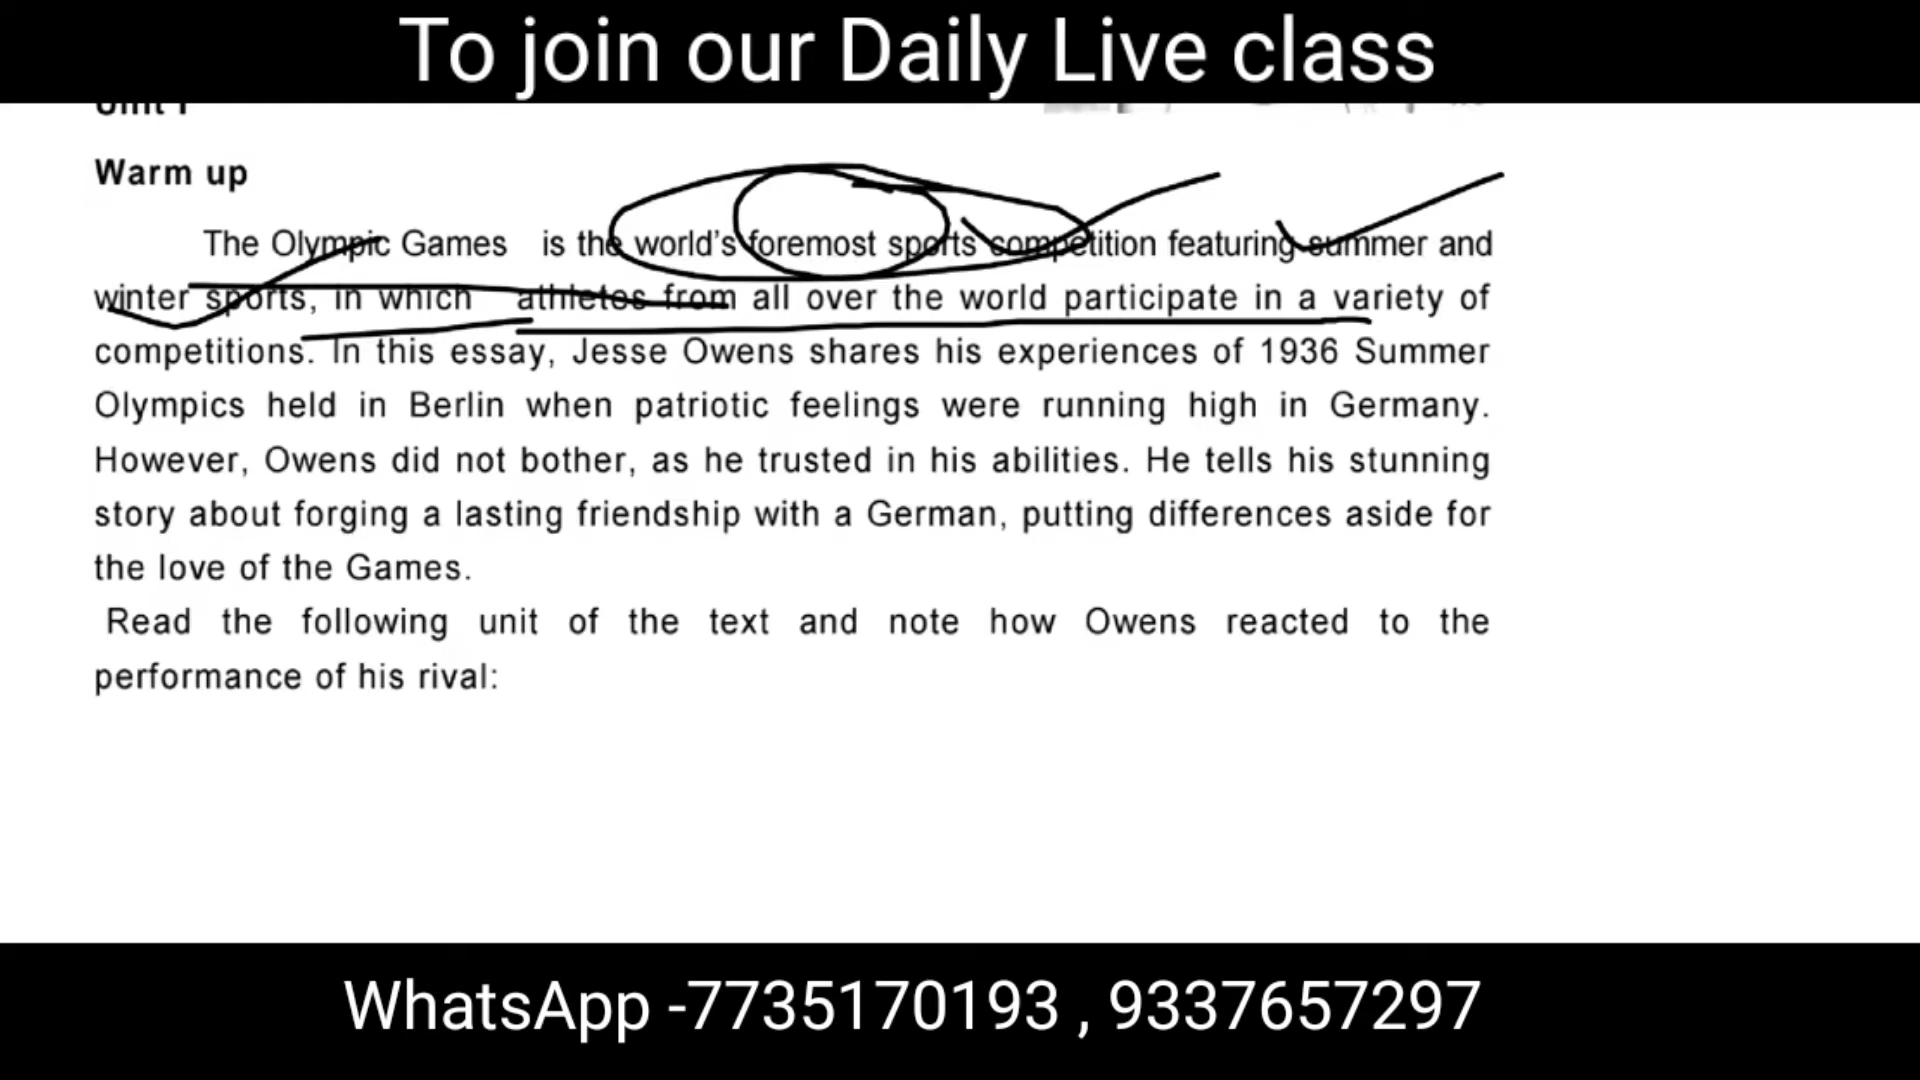 To join our Daily Live class
Unit I
Warm up
The Olympic Games is the world's foremost sports competition featuring summer and
winter sports, in which athletes from all over the world participate in a variety of
competitions. In this essay, Jesse Owens shares his experiences of 1936 Summer
Olympics held in Berlin when patriotic feelings were running high in Germany.
However, Owens did not bother, as he trusted in his abilities. He tells his stunning
story about forging a lasting friendship with a German, putting differences aside for
the love of the Games.
Read the following unit of the text and note how Owens reacted to the
performance of his rival:
WhatsApp -7735170193 , 9337657297